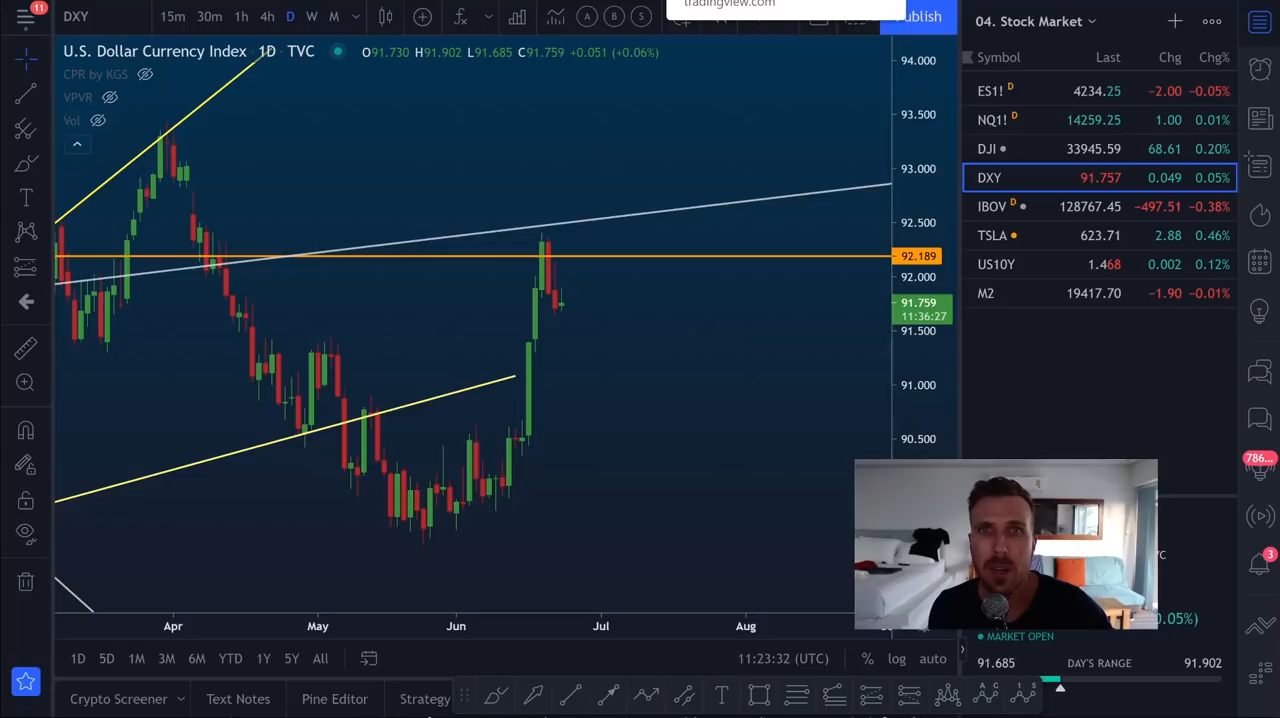 11
DXY
15m 30m 1h 4h D W M
A B S
tradingview.com
Publish
04. Stock Market
U.S. Dollar Currency Index 1D TVC
O91.730 H91.902 L91.685 C91.759 +0.051 (+0.06%)
CPR by KGS
VPVR
Vol
Symbol Last Chg Chg%
ES1! D 4234.25 −2.00 −0.05%
NQ1! D 14259.25 1.00 0.01%
DJI 33945.59 68.61 0.20%
DXY 91.757 0.049 0.05%
IBOV D 128767.45 −497.51 −0.38%
TSLA 623.71 2.88 0.46%
US10Y 1.468 0.002 0.12%
M2 19417.70 −1.90 −0.01%
94.000
93.500
93.000
92.500
92.189
92.000
91.759
11:36:27
91.500
91.000
90.500
786...
3
Apr May Jun Jul Aug
0.05%)
MARKET OPEN
91.685 DAY'S RANGE 91.902
1D 5D 1M 3M 6M YTD 1Y 5Y All
11:23:32 (UTC) % log auto
Crypto Screener Text Notes Pine Editor Strategy
T
A C
1 5